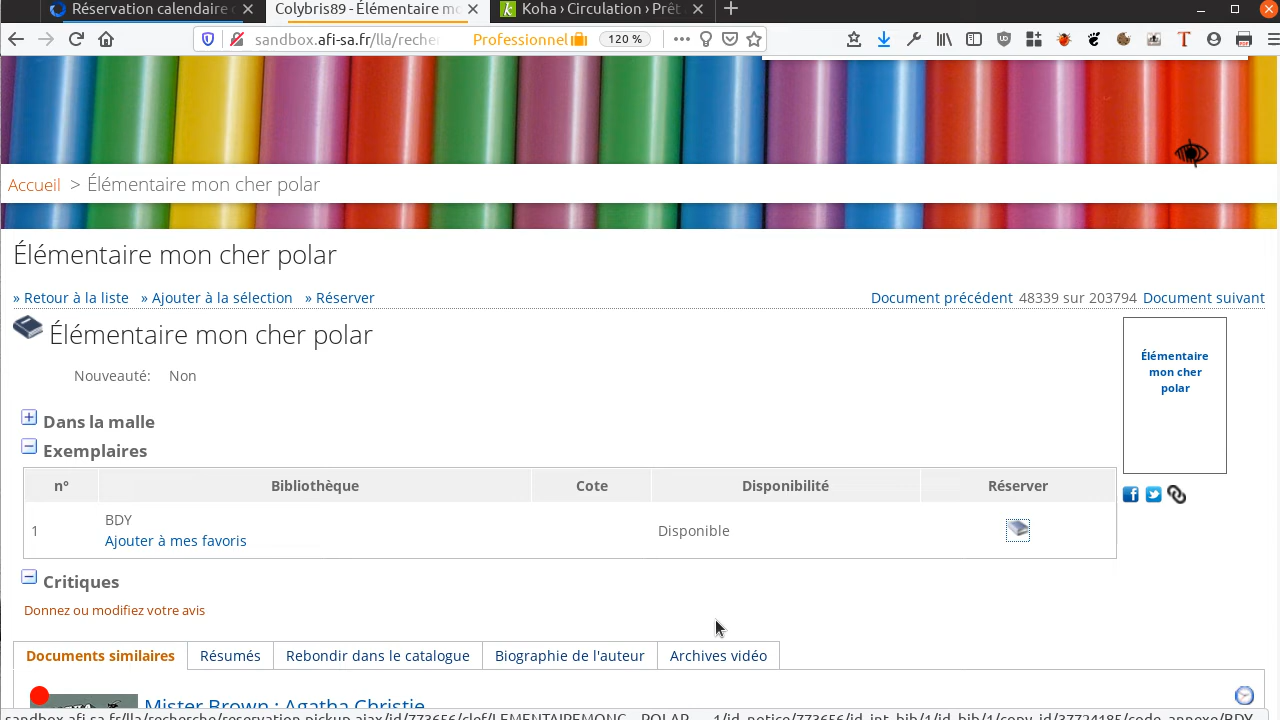 Réservation calendaire
Colybris89 - Élémentaire
Koha › Circulation › Prêt
sandbox.afi-sa.fr/lla/recher
Professionnel
120 %
Accueil > Élémentaire mon cher polar
Élémentaire mon cher polar
» Retour à la liste » Ajouter à la sélection » Réserver
Document précédent 48339 sur 203794 Document suivant
Élémentaire mon cher polar
Élémentaire
mon cher
polar
Nouveauté: Non
Dans la malle
Exemplaires
n° Bibliothèque Cote Disponibilité Réserver
1 BDY Disponible
Ajouter à mes favoris
Critiques
Donnez ou modifiez votre avis
Documents similaires Résumés Rebondir dans le catalogue Biographie de l'auteur Archives vidéo
Mister Brown : Agatha Christie